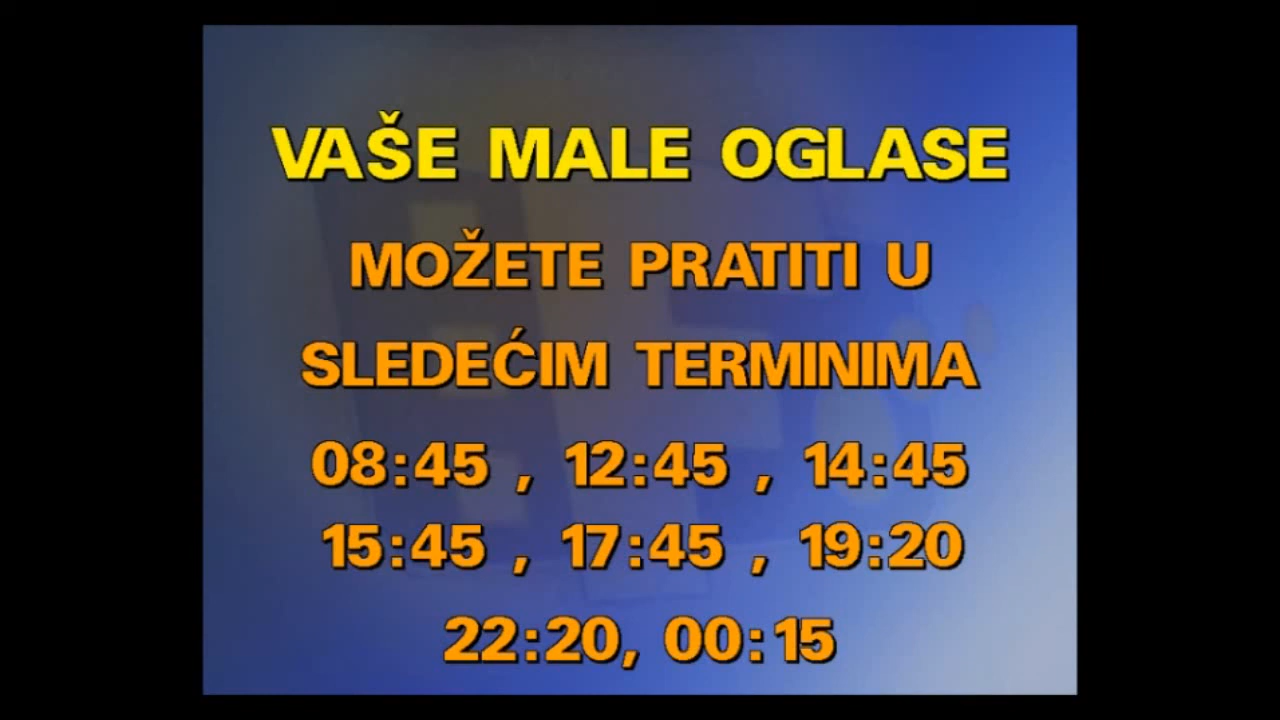 VAŠE MALE OGLASE
MOŽETE PRATITI U
SLEDEĆIM TERMINIMA
08:45 , 12:45 , 14:45
15:45 , 17:45 , 19:20
22:20, 00:15